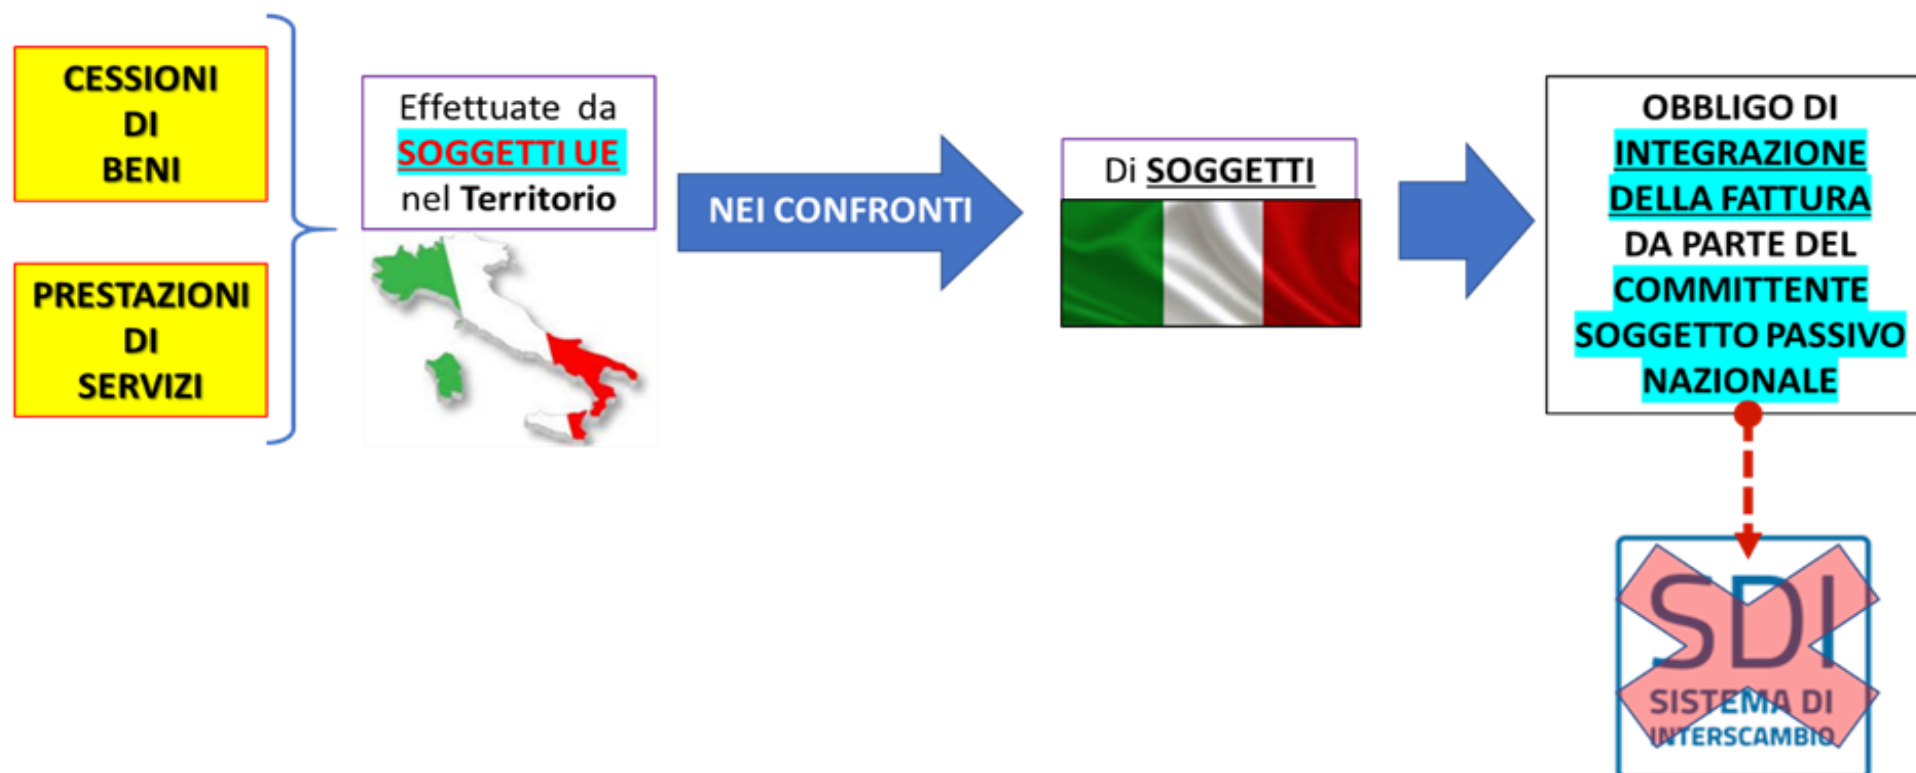 CESSIONI
DI
BENI
PRESTAZIONI
DI
SERVIZI
Effettuate da
SOGGETTI UE
nel Territorio
NEI CONFRONTI
Di SOGGETTI
OBBLIGO DI
INTEGRAZIONE
DELLA FATTURA
DA PARTE DEL
COMMITTENTE
SOGGETTO PASSIVO
NAZIONALE
SDI
SISTEMA DI
INTERSCAMBIO